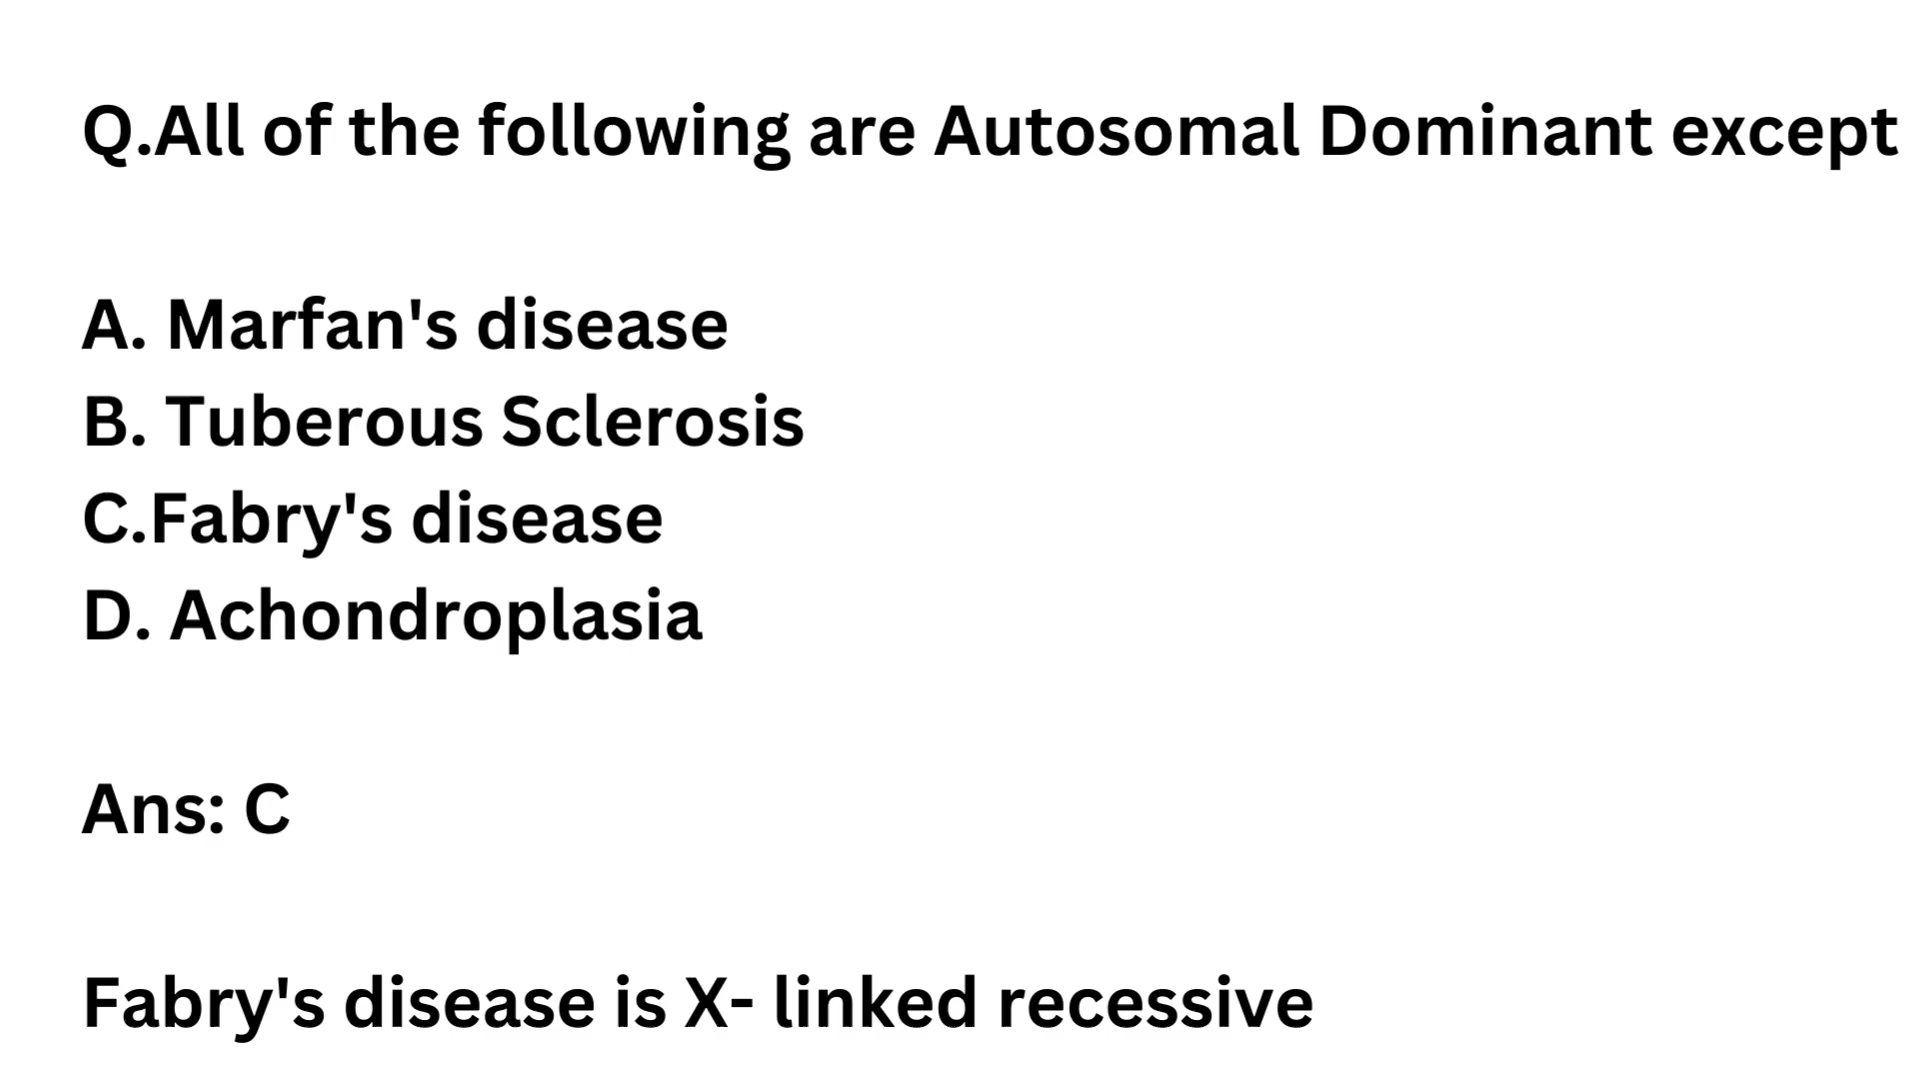 Q.All of the following are Autosomal Dominant except
A. Marfan's disease
B. Tuberous Sclerosis
C.Fabry's disease
D. Achondroplasia
Ans: C
Fabry's disease is X- linked recessive